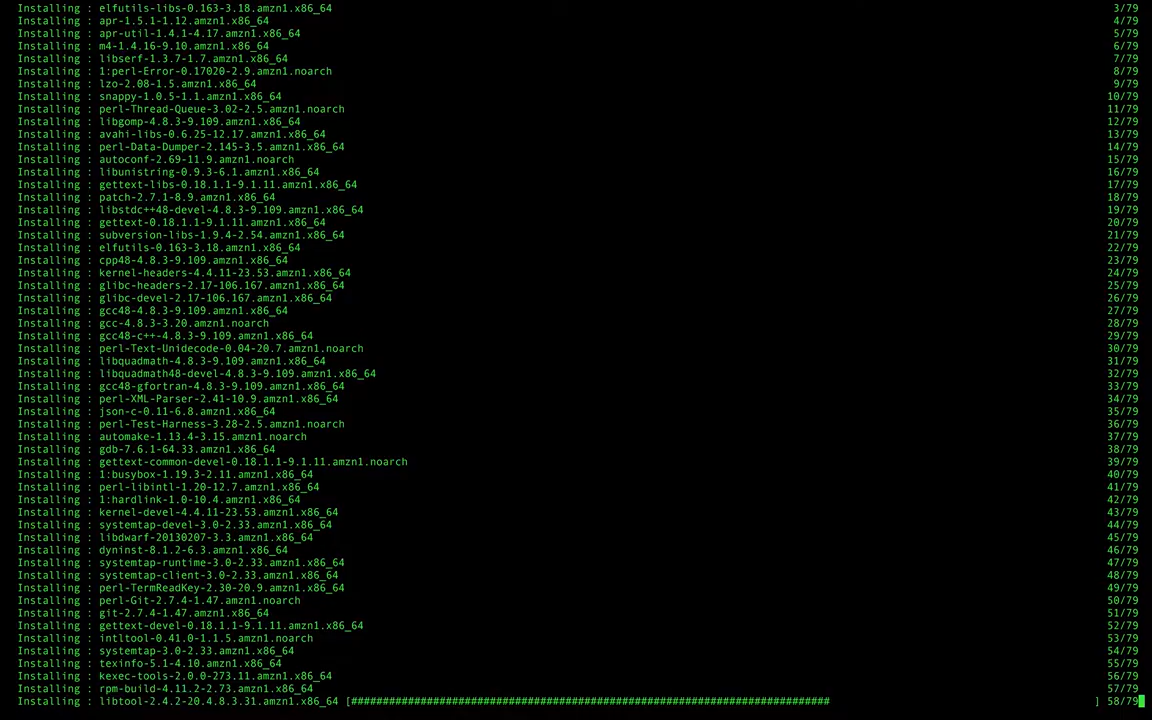 Installing : elfutils-libs-0.163-3.18.amzn1.x86_64 3/79
Installing : apr-1.5.1-1.12.amzn1.x86_64 4/79
Installing : apr-util-1.4.1-4.17.amzn1.x86_64 5/79
Installing : m4-1.4.16-9.10.amzn1.x86_64 6/79
Installing : libserf-1.3.7-1.7.amzn1.x86_64 7/79
Installing : 1:perl-Error-0.17020-2.9.amzn1.noarch 8/79
Installing : lzo-2.08-1.5.amzn1.x86_64 9/79
Installing : snappy-1.0.5-1.1.amzn1.x86_64 10/79
Installing : perl-Thread-Queue-3.02-2.5.amzn1.noarch 11/79
Installing : libgomp-4.8.3-9.109.amzn1.x86_64 12/79
Installing : avahi-libs-0.6.25-12.17.amzn1.x86_64 13/79
Installing : perl-Data-Dumper-2.145-3.5.amzn1.x86_64 14/79
Installing : autoconf-2.69-11.9.amzn1.noarch 15/79
Installing : libunistring-0.9.3-6.1.amzn1.x86_64 16/79
Installing : gettext-libs-0.18.1.1-9.1.11.amzn1.x86_64 17/79
Installing : patch-2.7.1-8.9.amzn1.x86_64 18/79
Installing : libstdc++48-devel-4.8.3-9.109.amzn1.x86_64 19/79
Installing : gettext-0.18.1.1-9.1.11.amzn1.x86_64 20/79
Installing : subversion-libs-1.9.4-2.54.amzn1.x86_64 21/79
Installing : elfutils-0.163-3.18.amzn1.x86_64 22/79
Installing : cpp48-4.8.3-9.109.amzn1.x86_64 23/79
Installing : kernel-headers-4.4.11-23.53.amzn1.x86_64 24/79
Installing : glibc-headers-2.17-106.167.amzn1.x86_64 25/79
Installing : glibc-devel-2.17-106.167.amzn1.x86_64 26/79
Installing : gcc48-4.8.3-9.109.amzn1.x86_64 27/79
Installing : gcc-4.8.3-3.20.amzn1.noarch 28/79
Installing : gcc48-c++-4.8.3-9.109.amzn1.x86_64 29/79
Installing : perl-Text-Unidecode-0.04-20.7.amzn1.noarch 30/79
Installing : libquadmath-4.8.3-9.109.amzn1.x86_64 31/79
Installing : libquadmath48-devel-4.8.3-9.109.amzn1.x86_64 32/79
Installing : gcc48-gfortran-4.8.3-9.109.amzn1.x86_64 33/79
Installing : perl-XML-Parser-2.41-10.9.amzn1.x86_64 34/79
Installing : json-c-0.11-6.8.amzn1.x86_64 35/79
Installing : perl-Test-Harness-3.28-2.5.amzn1.noarch 36/79
Installing : automake-1.13.4-3.15.amzn1.noarch 37/79
Installing : gdb-7.6.1-64.33.amzn1.x86_64 38/79
Installing : gettext-common-devel-0.18.1.1-9.1.11.amzn1.noarch 39/79
Installing : 1:busybox-1.19.3-2.11.amzn1.x86_64 40/79
Installing : perl-libintl-1.20-12.7.amzn1.x86_64 41/79
Installing : 1:hardlink-1.0-10.4.amzn1.x86_64 42/79
Installing : kernel-devel-4.4.11-23.53.amzn1.x86_64 43/79
Installing : systemtap-devel-3.0-2.33.amzn1.x86_64 44/79
Installing : libdwarf-20130207-3.3.amzn1.x86_64 45/79
Installing : dyninst-8.1.2-6.3.amzn1.x86_64 46/79
Installing : systemtap-runtime-3.0-2.33.amzn1.x86_64 47/79
Installing : systemtap-client-3.0-2.33.amzn1.x86_64 48/79
Installing : perl-TermReadKey-2.30-20.9.amzn1.x86_64 49/79
Installing : perl-Git-2.7.4-1.47.amzn1.noarch 50/79
Installing : git-2.7.4-1.47.amzn1.x86_64 51/79
Installing : gettext-devel-0.18.1.1-9.1.11.amzn1.x86_64 52/79
Installing : intltool-0.41.0-1.1.5.amzn1.noarch 53/79
Installing : systemtap-3.0-2.33.amzn1.x86_64 54/79
Installing : texinfo-5.1-4.10.amzn1.x86_64 55/79
Installing : kexec-tools-2.0.0-273.11.amzn1.x86_64 56/79
Installing : rpm-build-4.11.2-2.73.amzn1.x86_64 57/79
Installing : libtool-2.4.2-20.4.8.3.31.amzn1.x86_64 [############################################################################ ] 58/79